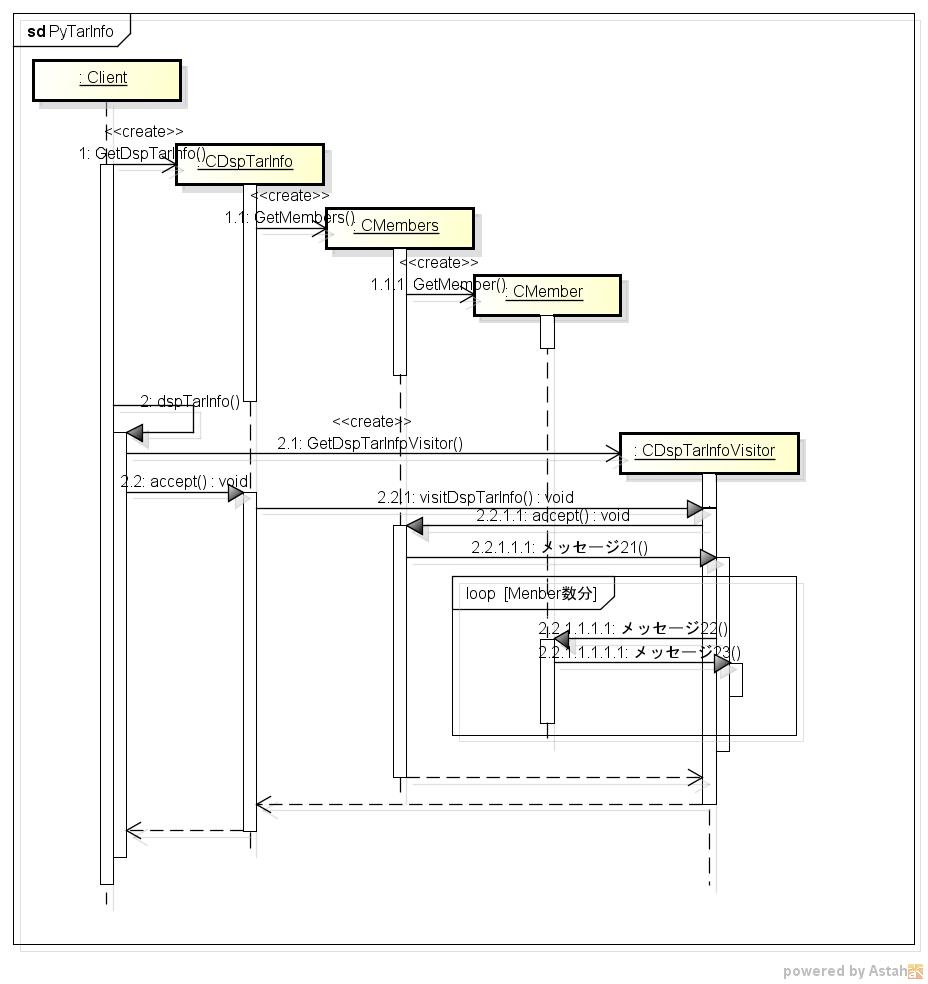 sd PyTarInfo
: Client
<<create>>
1: GetDspTarInfo()
: CDspTarInfo
<<create>>
1.1: GetMembers()
: CMembers
<<create>>
1.1.1: GetMember()
: CMember
2: dspTarInfo()
<<create>>
2.1: GetDspTarInfoVisitor()
: CDspTarInfoVisitor
2.2: accept() : void
2.2.1: visitDspTarInfo() : void
2.2.1.1: accept() : void
2.2.1.1.1: メッセージ21()
loop [Menber数分]
2.2.1.1.1.1: メッセージ22()
2.2.1.1.1.1.1: メッセージ23()
powered by Astah